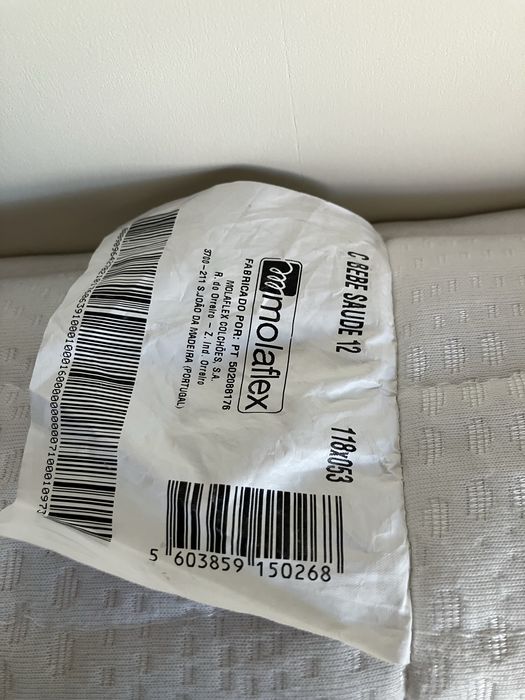 C BEBE SAUDE 12
118x053
molaflex
FABRICADO POR: PT 502088176
MOLAFLEX COLCHÕES, S.A.
R. do Orreiro - Z. Ind. Orreiro
3700-211 S.JOÃO DA MADEIRA (PORTUGAL)
5 603859 150268